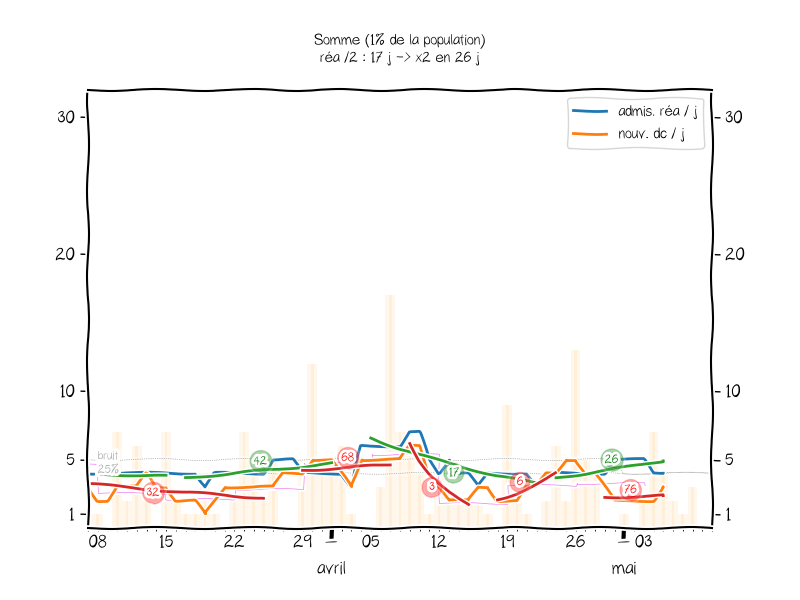 Somme (1% de la population)
réa /2 : 17 j -> x2 en 26 j
admis. réa / j
nouv. dc / j
30
30
20
20
10
10
5
5
1
1
bruit
25%
32
42
68
3
17
6
26
76
08 15 22 29 05 12 19 26 03
avril mai